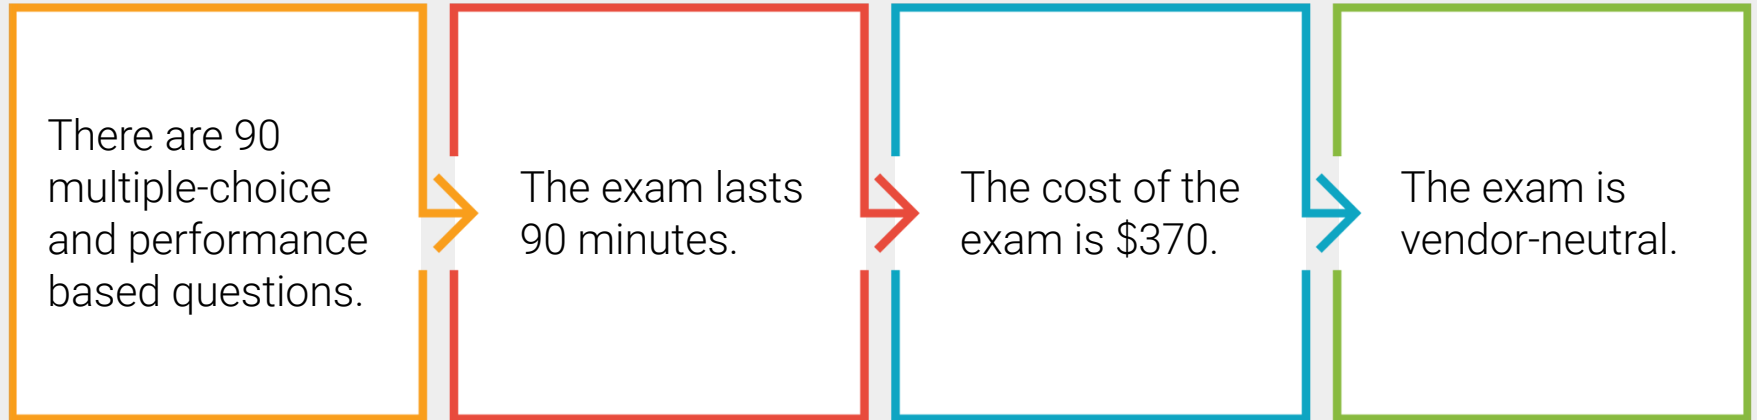 There are 90
multiple-choice
and performance
based questions.
The exam lasts
90 minutes.
The cost of the
exam is $370.
The exam is
vendor-neutral.